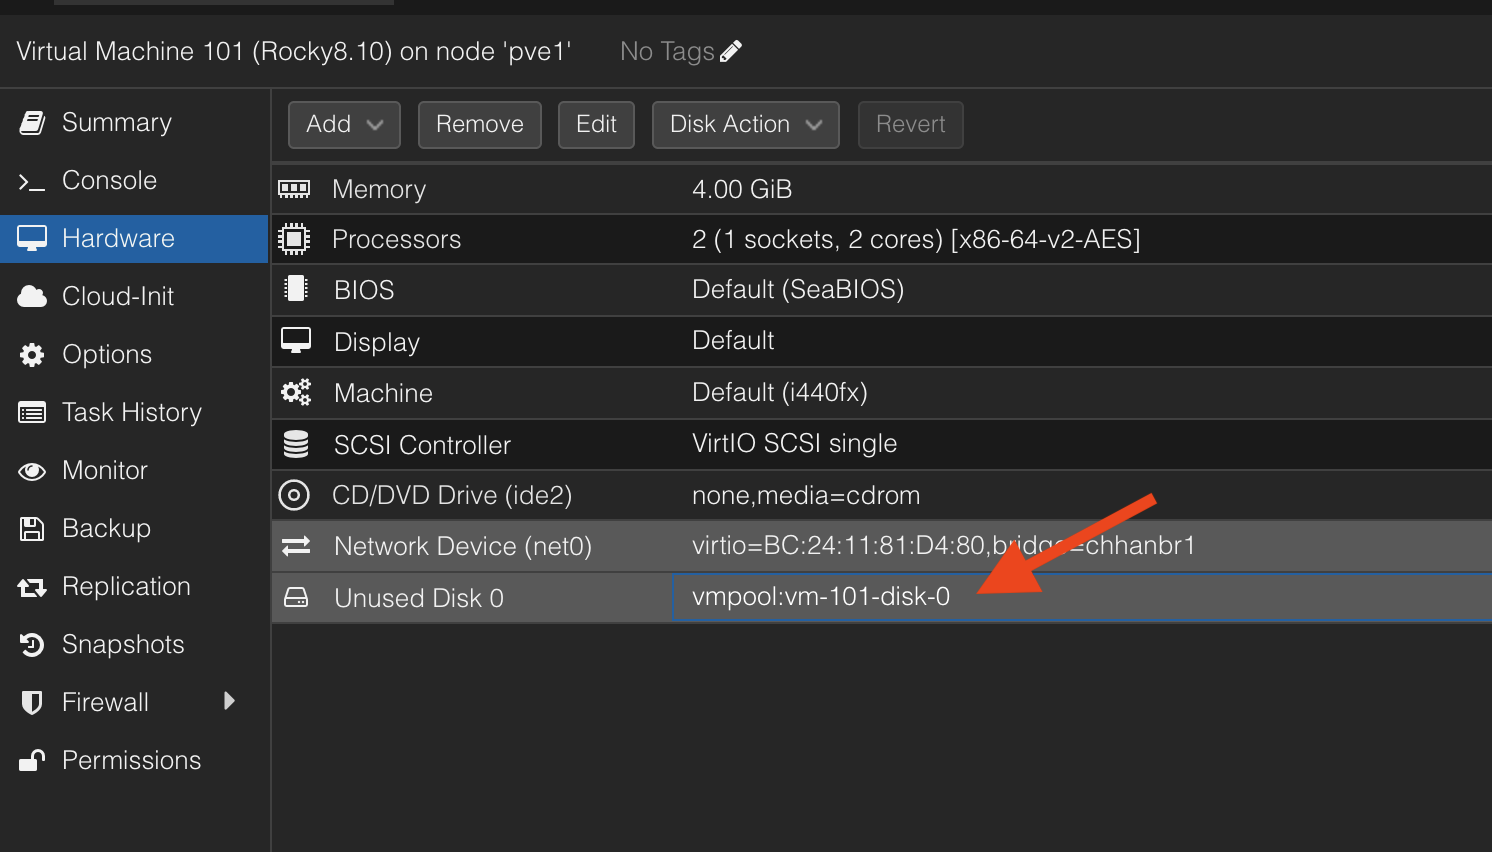 Virtual Machine 101 (Rocky8.10) on node 'pve1' No Tags
Summary
Console
Hardware
Cloud-Init
Options
Task History
Monitor
Backup
Replication
Snapshots
Firewall
Permissions
Add Remove Edit Disk Action Revert
Memory 4.00 GiB
Processors 2 (1 sockets, 2 cores) [x86-64-v2-AES]
BIOS Default (SeaBIOS)
Display Default
Machine Default (i440fx)
SCSI Controller VirtIO SCSI single
CD/DVD Drive (ide2) none,media=cdrom
Network Device (net0) virtio=BC:24:11:81:D4:80,bridge=chhanbr1
Unused Disk 0 vmpool:vm-101-disk-0